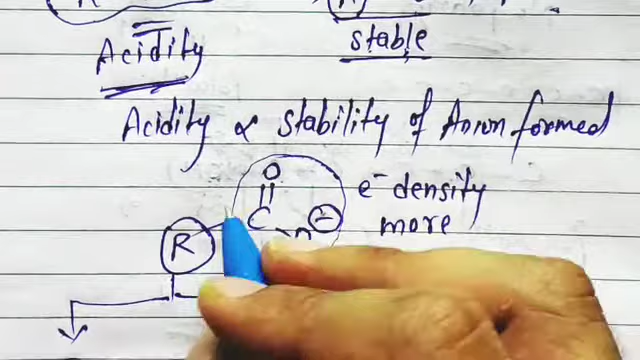 R R
Acidity stable
Acidity ∝ stability of Anion formed
O e⁻ density
|| more
C ⊖
R